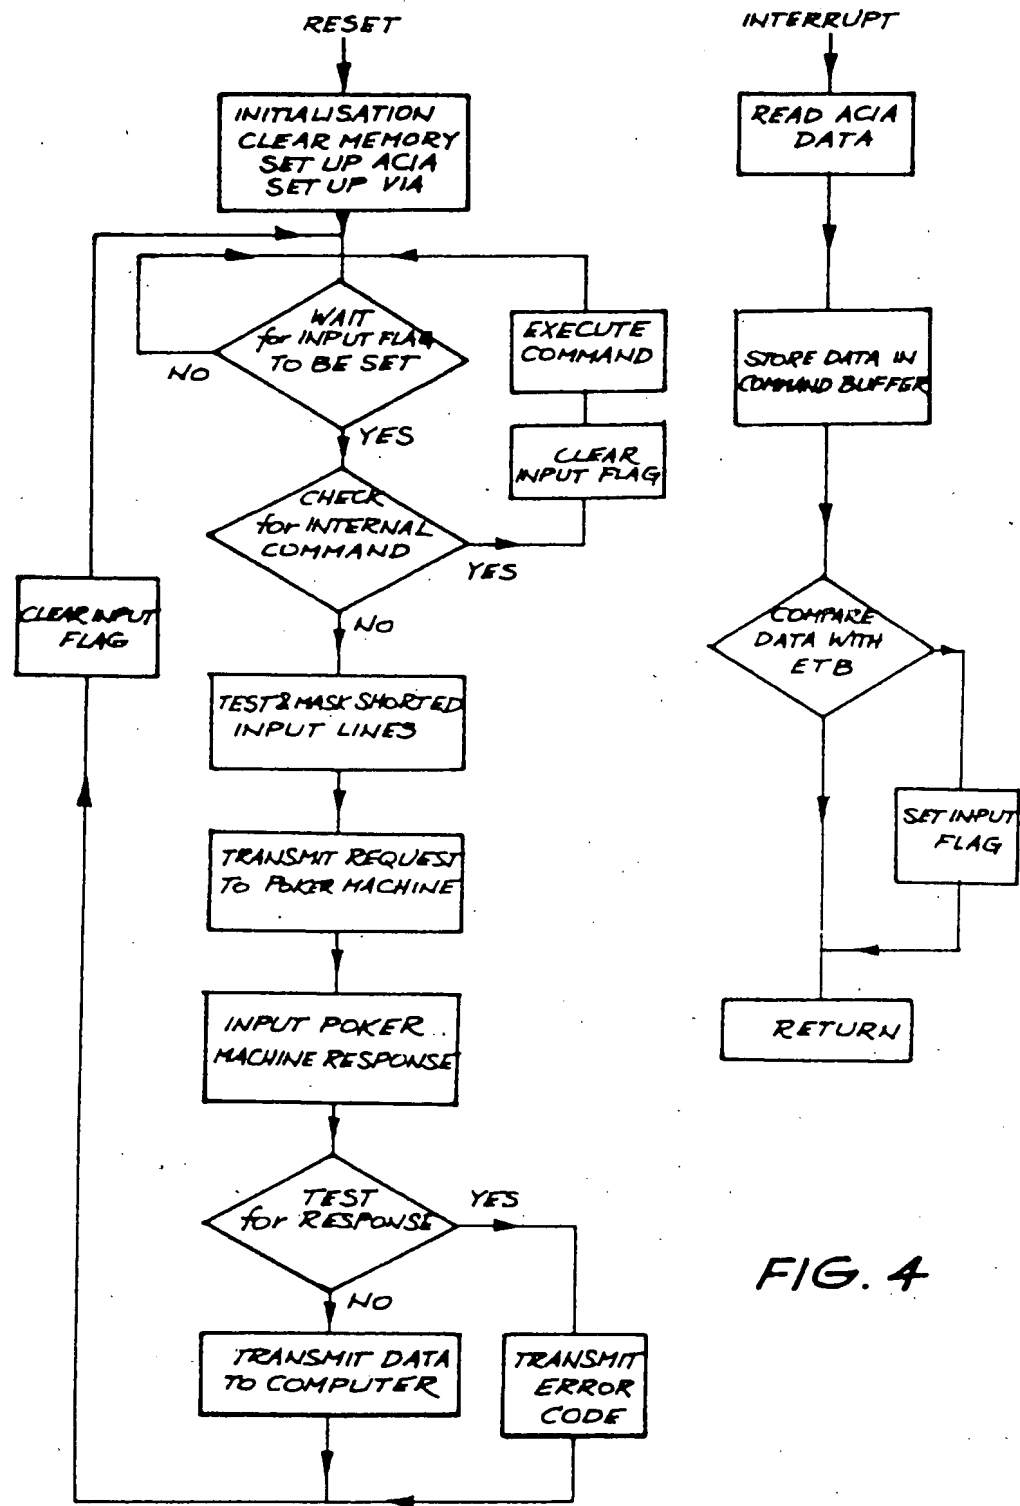 RESET
INITIALISATION
CLEAR MEMORY
SET UP ACIA
SET UP VIA
WAIT
for INPUT FLAG
TO BE SET
NO
YES
EXECUTE
COMMAND
CLEAR
INPUT FLAG
CHECK
for INTERNAL
COMMAND
YES
NO
CLEAR INPUT
FLAG
TEST & MASK SHORTED
INPUT LINES
TRANSMIT REQUEST
TO POKER MACHINE
INPUT POKER
MACHINE RESPONSE
TEST
for RESPONSE
YES
NO
TRANSMIT DATA
TO COMPUTER
TRANSMIT
ERROR
CODE
INTERRUPT
READ ACIA
DATA
STORE DATA IN
COMMAND BUFFER
COMPARE
DATA WITH
ETB
SET INPUT
FLAG
RETURN
FIG. 4